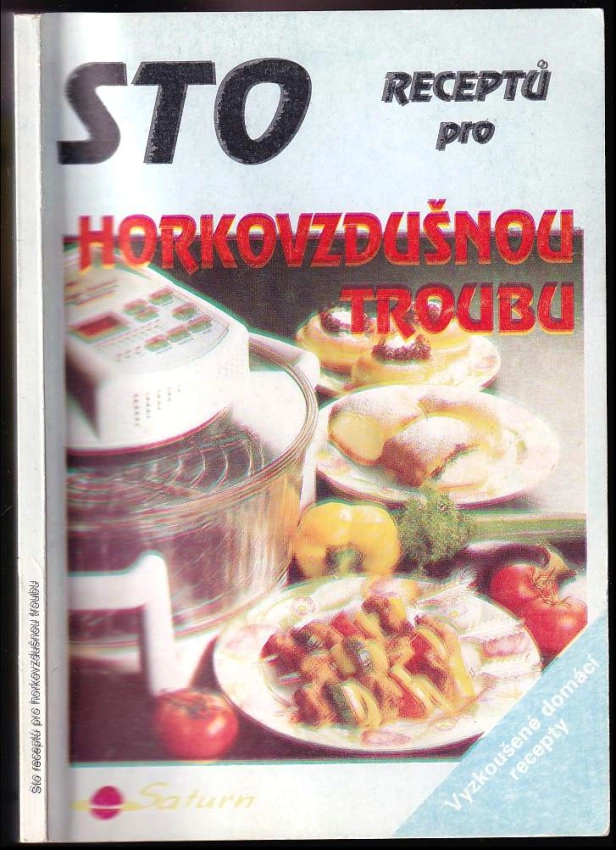 STO
RECEPTŮ
pro
HORKOVZDUŠNOU
TROUBU
Vyzkoušené domácí
recepty
Saturn
Sto receptů pro horkovzdušnou troubu